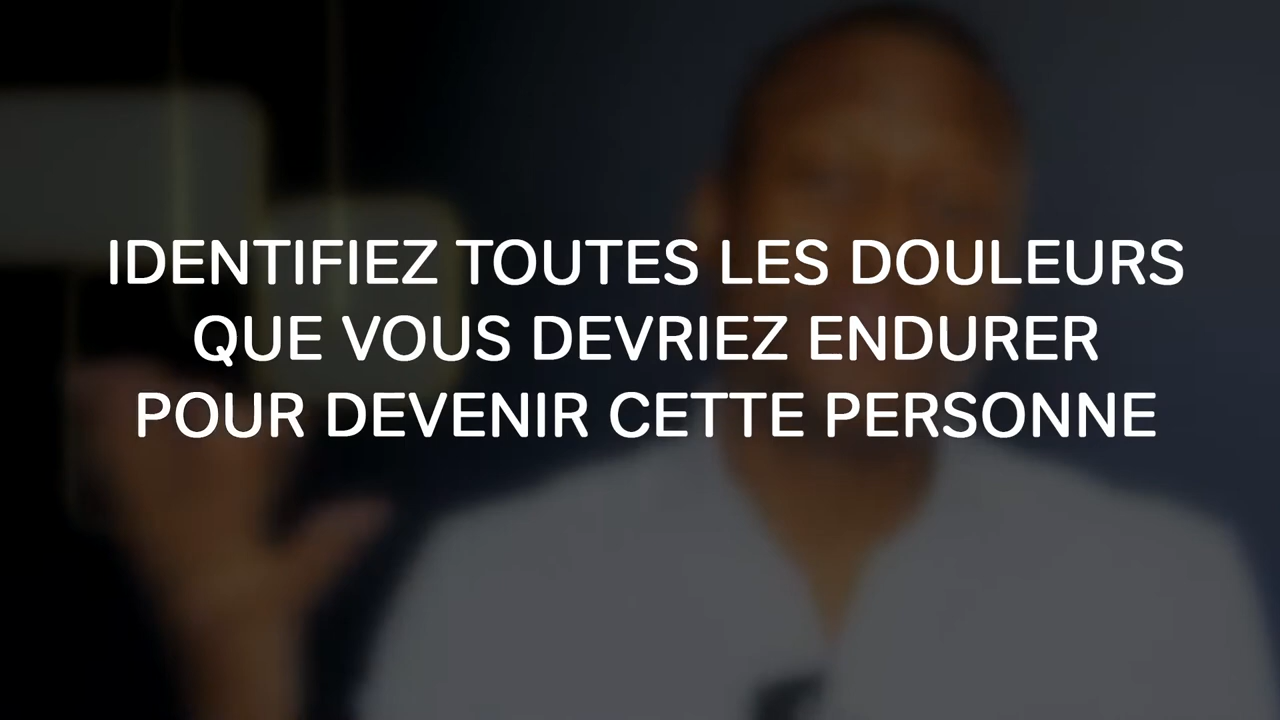 IDENTIFIEZ TOUTES LES DOULEURS
QUE VOUS DEVRIEZ ENDURER
POUR DEVENIR CETTE PERSONNE